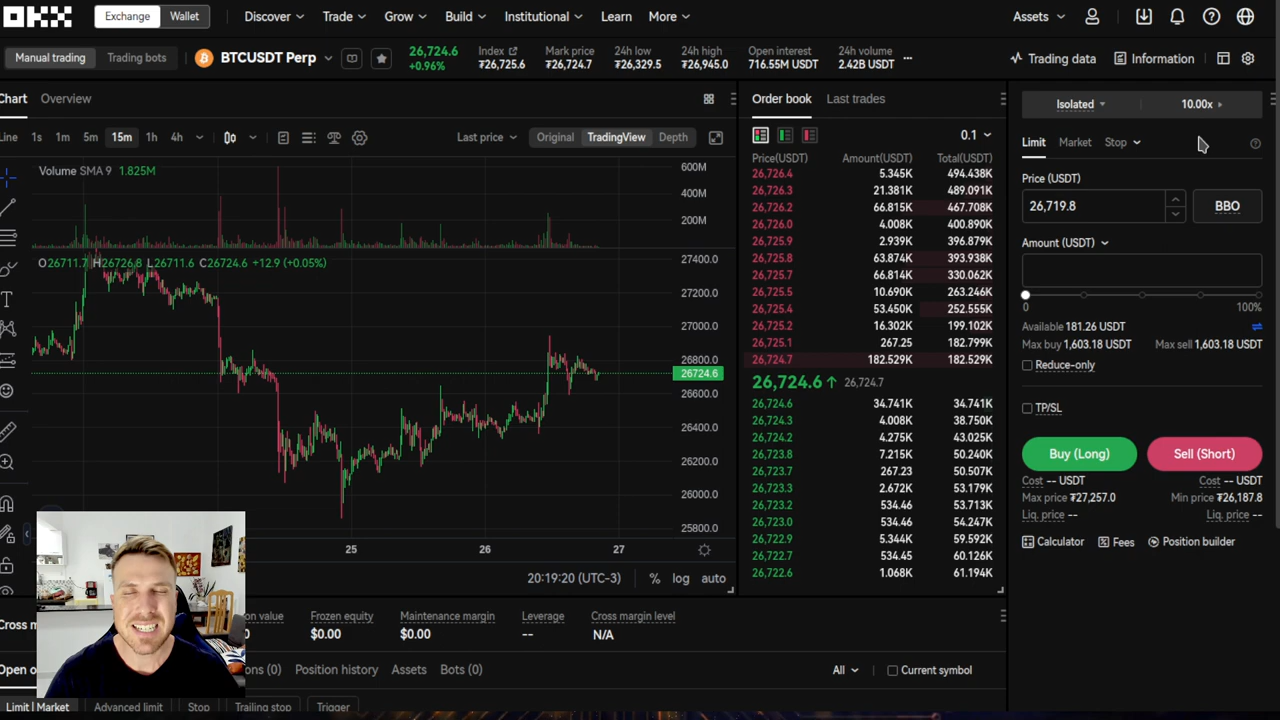 OKX Exchange Wallet Discover Trade Grow Build Institutional Learn More Assets
Manual trading Trading bots BTCUSDT Perp 26,724.6 +0.96% Index ₮26,725.6 Mark price ₮26,724.7 24h low ₮26,329.5 24h high ₮26,945.0 Open interest 716.55M USDT 24h volume 2.42B USDT Trading data Information
Chart Overview
Line 1s 1m 5m 15m 1h 4h Last price Original TradingView Depth
Volume SMA 9 1.825M
600M
400M
200M
O26711.7 H26726.8 L26711.6 C26724.6 +12.9 (+0.05%)
27400.0
27200.0
27000.0
26800.0
26724.6
26600.0
26400.0
26200.0
26000.0
25800.0
25 26 27
20:19:20 (UTC-3) % log auto
Order book Last trades
0.1
Price(USDT) Amount(USDT) Total(USDT)
26,726.4 5.345K 494.438K
26,726.3 21.381K 489.091K
26,726.2 66.815K 467.708K
26,726.0 4.008K 400.890K
26,725.9 2.939K 396.879K
26,725.8 63.874K 393.938K
26,725.7 66.814K 330.062K
26,725.5 10.690K 263.246K
26,725.4 53.450K 252.555K
26,725.2 16.302K 199.102K
26,725.1 267.25 182.799K
26,724.7 182.529K 182.529K
26,724.6↑ 26,724.7
26,724.6 34.741K 34.741K
26,724.3 4.008K 38.750K
26,724.2 4.275K 43.025K
26,723.8 7.215K 50.240K
26,723.7 267.23 50.507K
26,723.3 2.672K 53.179K
26,723.2 534.46 53.713K
26,723.0 534.46 54.247K
26,722.9 5.344K 59.592K
26,722.7 534.45 60.126K
26,722.6 1.068K 61.194K
Isolated 10.00x
Limit Market Stop
Price (USDT)
26,719.8 BBO
Amount (USDT)
0 100%
Available 181.26 USDT
Max buy 1,603.18 USDT Max sell 1,603.18 USDT
Reduce-only
TP/SL
Buy (Long) Sell (Short)
Cost -- USDT Cost -- USDT
Max price ₮27,257.0 Min price ₮26,187.8
Liq. price -- Liq. price --
Calculator Fees Position builder
Cross m on value Frozen equity Maintenance margin Leverage Cross margin level
0 $0.00 $0.00 -- N/A
Open o ons (0) Position history Assets Bots (0) All Current symbol
Limit | Market Advanced limit Stop Trailing stop Trigger